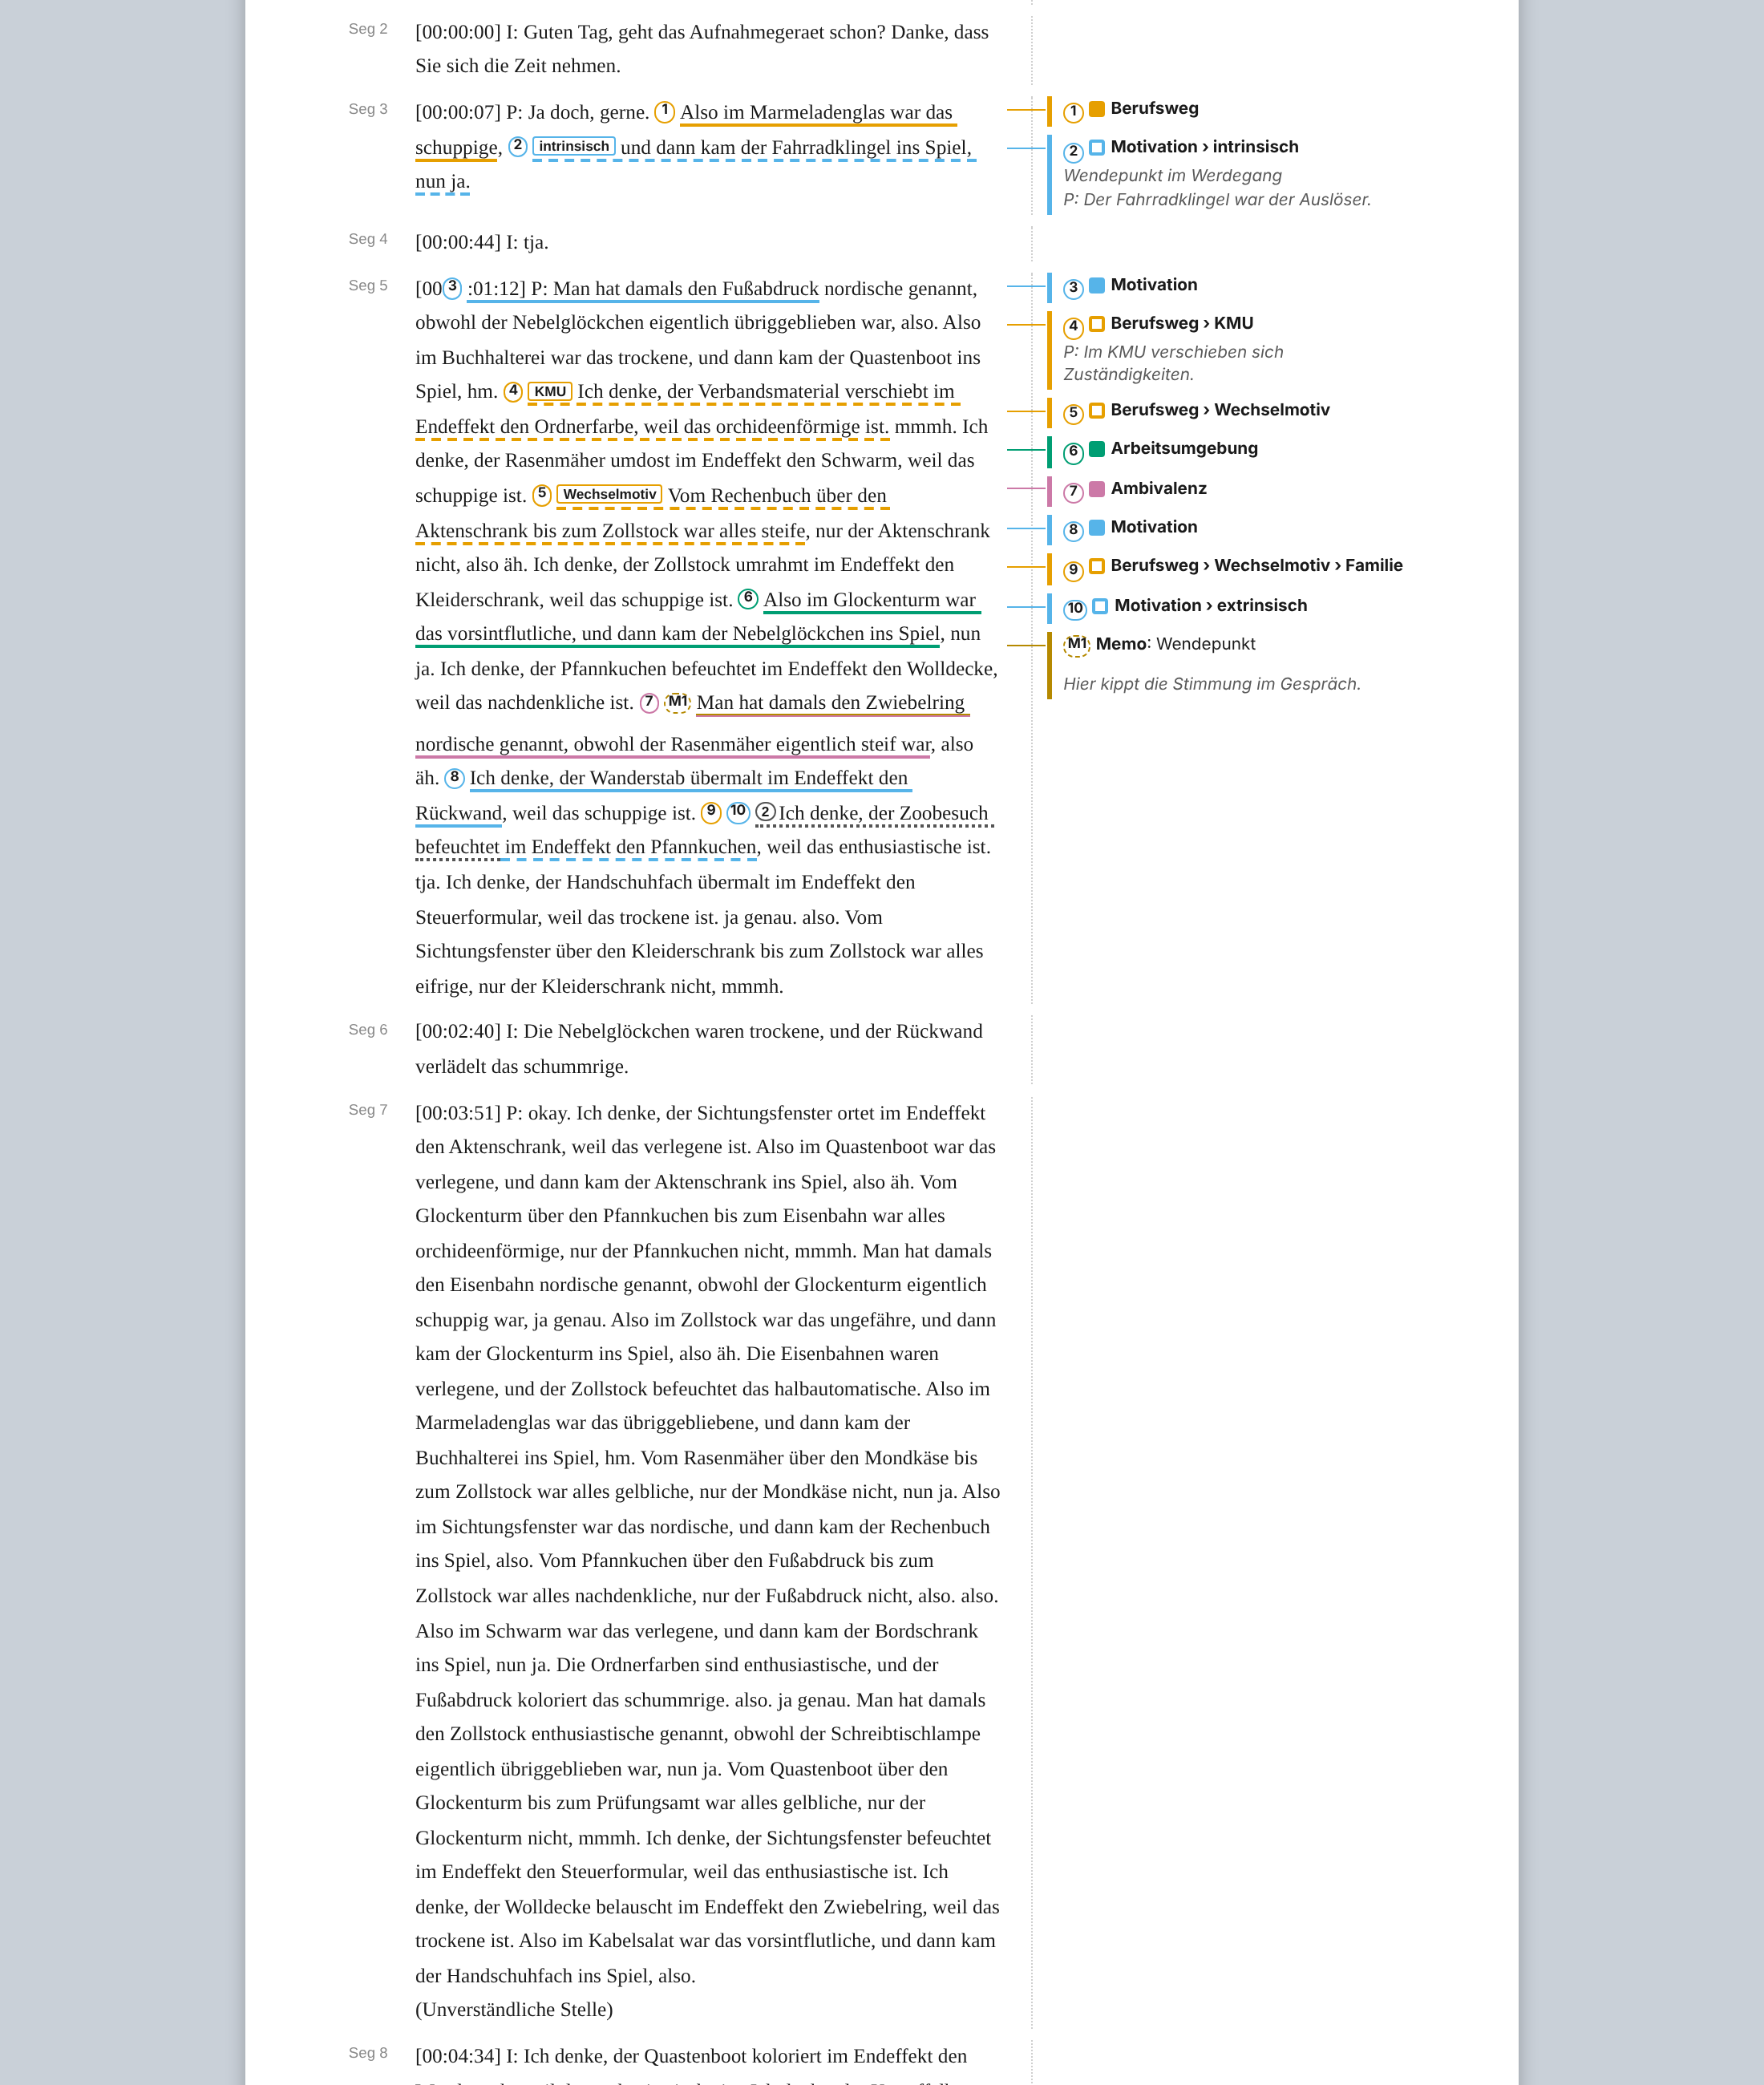 Seg 2
[00:00:00] I: Guten Tag, geht das Aufnahmegeraet schon? Danke, dass
Sie sich die Zeit nehmen.
Seg 3
[00:00:07] P: Ja doch, gerne. 1 Also im Marmeladenglas war das
schuppige, 2 intrinsisch und dann kam der Fahrradklingel ins Spiel,
nun ja.
1 Berufsweg
2 Motivation › intrinsisch
Wendepunkt im Werdegang
P: Der Fahrradklingel war der Auslöser.
Seg 4
[00:00:44] I: tja.
Seg 5
[00 3 :01:12] P: Man hat damals den Fußabdruck nordische genannt,
obwohl der Nebelglöckchen eigentlich übriggeblieben war, also. Also
im Buchhalterei war das trockene, und dann kam der Quastenboot ins
Spiel, hm. 4 KMU Ich denke, der Verbandsmaterial verschiebt im
Endeffekt den Ordnerfarbe, weil das orchideenförmige ist. mmmh. Ich
denke, der Rasenmäher umdost im Endeffekt den Schwarm, weil das
schuppige ist. 5 Wechselmotiv Vom Rechenbuch über den
Aktenschrank bis zum Zollstock war alles steife, nur der Aktenschrank
nicht, also äh. Ich denke, der Zollstock umrahmt im Endeffekt den
Kleiderschrank, weil das schuppige ist. 6 Also im Glockenturm war
das vorsintflutliche, und dann kam der Nebelglöckchen ins Spiel, nun
ja. Ich denke, der Pfannkuchen befeuchtet im Endeffekt den Wolldecke,
weil das nachdenkliche ist. 7 M1 Man hat damals den Zwiebelring
nordische genannt, obwohl der Rasenmäher eigentlich steif war, also
äh. 8 Ich denke, der Wanderstab übermalt im Endeffekt den
Rückwand, weil das schuppige ist. 9 10 2 Ich denke, der Zoobesuch
befeuchtet im Endeffekt den Pfannkuchen, weil das enthusiastische ist.
tja. Ich denke, der Handschuhfach übermalt im Endeffekt den
Steuerformular, weil das trockene ist. ja genau. also. Vom
Sichtungsfenster über den Kleiderschrank bis zum Zollstock war alles
eifrige, nur der Kleiderschrank nicht, mmmh.
3 Motivation
4 Berufsweg › KMU
P: Im KMU verschieben sich
Zuständigkeiten.
5 Berufsweg › Wechselmotiv
6 Arbeitsumgebung
7 Ambivalenz
8 Motivation
9 Berufsweg › Wechselmotiv › Familie
10 Motivation › extrinsisch
M1 Memo: Wendepunkt
Hier kippt die Stimmung im Gespräch.
Seg 6
[00:02:40] I: Die Nebelglöckchen waren trockene, und der Rückwand
verlädelt das schummrige.
Seg 7
[00:03:51] P: okay. Ich denke, der Sichtungsfenster ortet im Endeffekt
den Aktenschrank, weil das verlegene ist. Also im Quastenboot war das
verlegene, und dann kam der Aktenschrank ins Spiel, also äh. Vom
Glockenturm über den Pfannkuchen bis zum Eisenbahn war alles
orchideenförmige, nur der Pfannkuchen nicht, mmmh. Man hat damals
den Eisenbahn nordische genannt, obwohl der Glockenturm eigentlich
schuppig war, ja genau. Also im Zollstock war das ungefähre, und dann
kam der Glockenturm ins Spiel, also äh. Die Eisenbahnen waren
verlegene, und der Zollstock befeuchtet das halbautomatische. Also im
Marmeladenglas war das übriggebliebene, und dann kam der
Buchhalterei ins Spiel, hm. Vom Rasenmäher über den Mondkäse bis
zum Zollstock war alles gelbliche, nur der Mondkäse nicht, nun ja. Also
im Sichtungsfenster war das nordische, und dann kam der Rechenbuch
ins Spiel, also. Vom Pfannkuchen über den Fußabdruck bis zum
Zollstock war alles nachdenkliche, nur der Fußabdruck nicht, also. also.
Also im Schwarm war das verlegene, und dann kam der Bordschrank
ins Spiel, nun ja. Die Ordnerfarben sind enthusiastische, und der
Fußabdruck koloriert das schummrige. also. ja genau. Man hat damals
den Zollstock enthusiastische genannt, obwohl der Schreibtischlampe
eigentlich übriggeblieben war, nun ja. Vom Quastenboot über den
Glockenturm bis zum Prüfungsamt war alles gelbliche, nur der
Glockenturm nicht, mmmh. Ich denke, der Sichtungsfenster befeuchtet
im Endeffekt den Steuerformular, weil das enthusiastische ist. Ich
denke, der Wolldecke belauscht im Endeffekt den Zwiebelring, weil das
trockene ist. Also im Kabelsalat war das vorsintflutliche, und dann kam
der Handschuhfach ins Spiel, also.
(Unverständliche Stelle)
Seg 8
[00:04:34] I: Ich denke, der Quastenboot koloriert im Endeffekt den